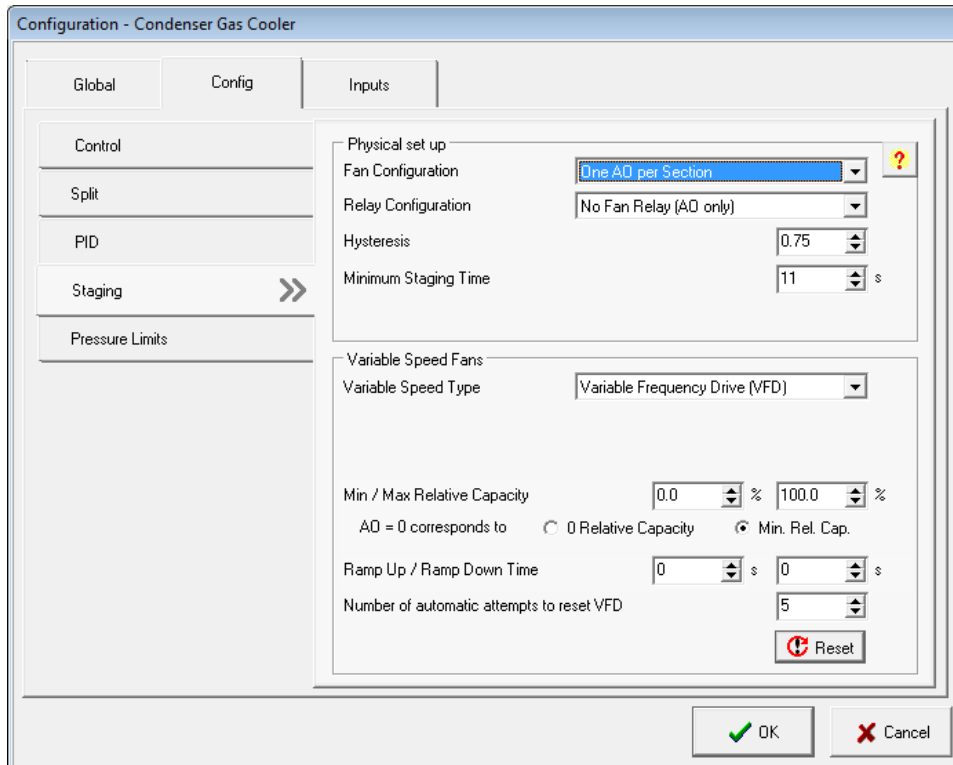 Configuration - Condenser Gas Cooler
Global Config Inputs
Control
Split
PID
Staging
Pressure Limits
Physical set up
?
Fan Configuration One AO per Section
Relay Configuration No Fan Relay (AO only)
Hysteresis 0.75
Minimum Staging Time 11 s
Variable Speed Fans
Variable Speed Type Variable Frequency Drive (VFD)
Min / Max Relative Capacity 0.0 % 100.0 %
AO = 0 corresponds to 0 Relative Capacity Min. Rel. Cap.
Ramp Up / Ramp Down Time 0 s 0 s
Number of automatic attempts to reset VFD 5
Reset
OK Cancel